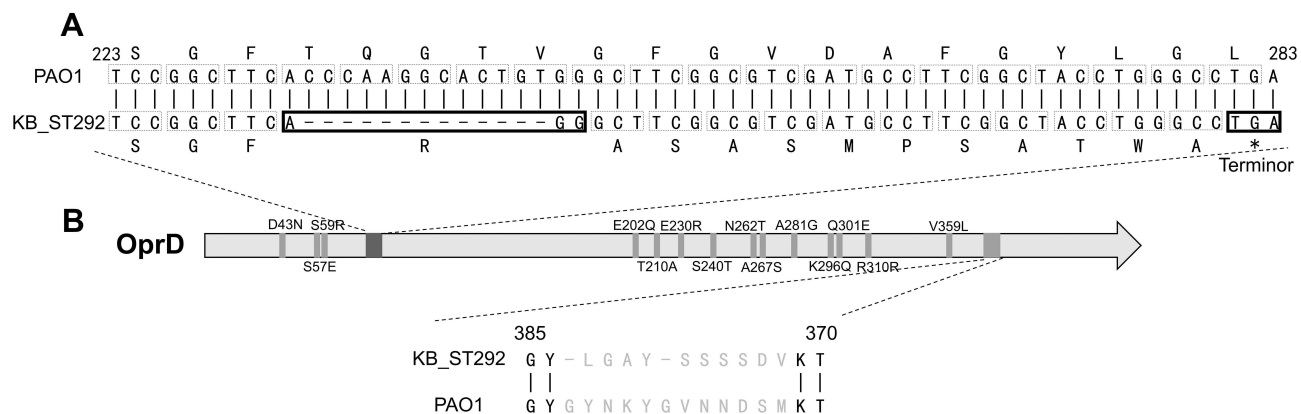 A
223 S G F T Q G T V G F G V D A F G Y L G L 283
PAO1 T C C G G C T T C A C C C A A G G C A C T G T G G G C T T C G G C G T C G A T G C C T T C G G C T A C C T G G G C C T G A
KB_ST292 T C C G G C T T C A - - - - - - - - - - - - - G G G C T T C G G C G T C G A T G C C T T C G G C T A C C T G G G C C T G A
S G F R A S A S M P S A T W A *
Terminor
B
D43N S59R E202Q E230R N262T A281G Q301E V359L
OprD
S57E T210A S240T A267S K296Q R310R
385 370
KB_ST292 G Y - L G A Y - S S S S D V K T
PAO1 G Y G Y N K Y G V N N D S M K T